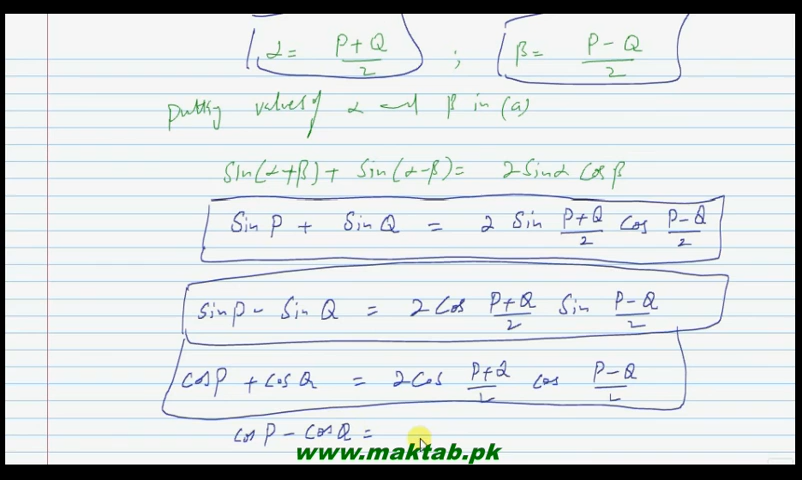 α = P+Q/2 ; β = P-Q/2
putting values of α and β in (a)
Sin(α+β) + Sin(α-β) = 2 Sinα Cosβ
Sin P + Sin Q = 2 Sin P+Q/2 Cos P-Q/2
Sin P - Sin Q = 2 Cos P+Q/2 Sin P-Q/2
Cos P + Cos Q = 2 Cos P+Q/2 Cos P-Q/2
Cos P - Cos Q =
www.maktab.pk